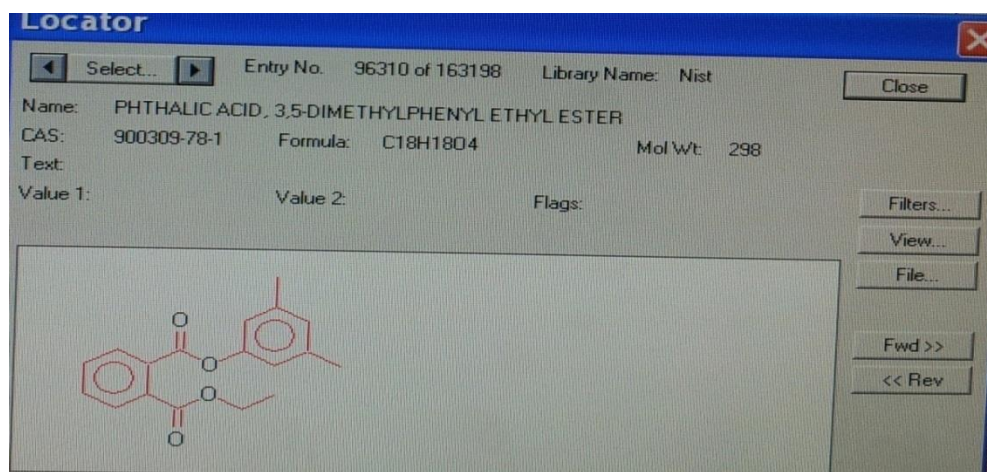 Locator
Select... Entry No. 96310 of 163198 Library Name: Nist Close
Name: PHTHALIC ACID, 3,5-DIMETHYLPHENYL ETHYL ESTER
CAS: 900309-78-1 Formula: C18H18O4 Mol Wt: 298
Text:
Value 1: Value 2: Flags: Filters...
View...
File...
O
O
Fwd >>
O
<< Rev
O